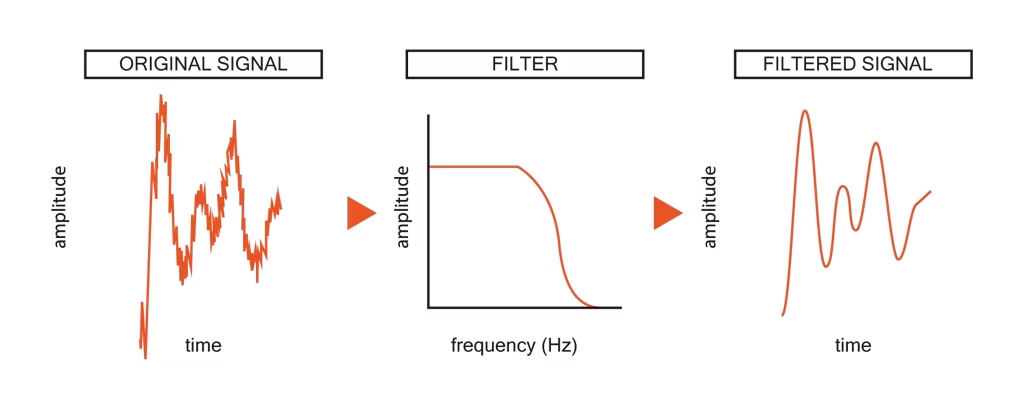 ORIGINAL SIGNAL
FILTER
FILTERED SIGNAL
amplitude
amplitude
amplitude
time
frequency (Hz)
time